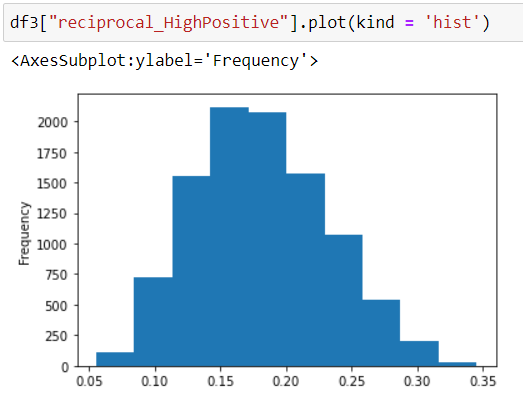 df3["reciprocal_HighPositive"].plot(kind = 'hist')
<AxesSubplot:ylabel='Frequency'>
2000
1750
1500
1250
1000
750
500
250
0
Frequency
0.05 0.10 0.15 0.20 0.25 0.30 0.35